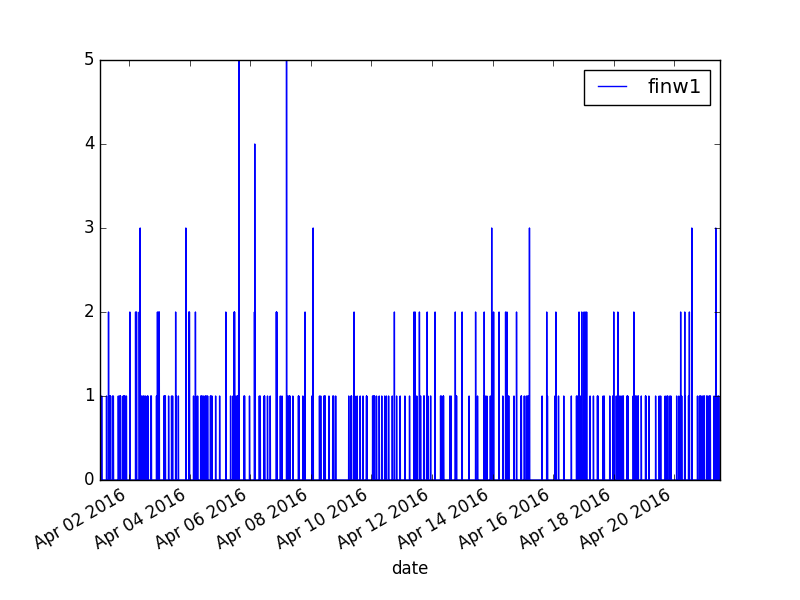 5
finw1
4
3
2
1
0
Apr 02 2016
Apr 04 2016
Apr 06 2016
Apr 08 2016
Apr 10 2016
Apr 12 2016
Apr 14 2016
Apr 16 2016
Apr 18 2016
Apr 20 2016
date